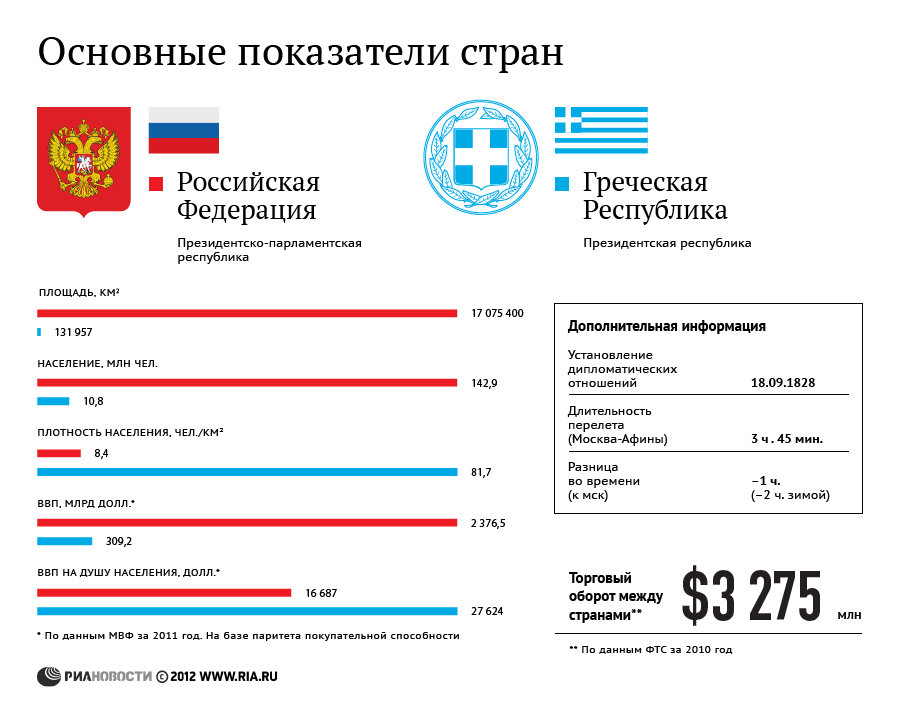 Основные показатели стран
Российская
Федерация
Президентско-парламентская
республика
Греческая
Республика
Президентская республика
ПЛОЩАДЬ, КМ²
17 075 400
131 957
НАСЕЛЕНИЕ, МЛН ЧЕЛ.
142,9
10,8
ПЛОТНОСТЬ НАСЕЛЕНИЯ, ЧЕЛ./КМ²
8,4
81,7
ВВП, МЛРД ДОЛЛ.*
2 376,5
309,2
ВВП НА ДУШУ НАСЕЛЕНИЯ, ДОЛЛ.*
16 687
27 624
* По данным МВФ за 2011 год. На базе паритета покупательной способности
Дополнительная информация
Установление
дипломатических
отношений 18.09.1828
Длительность
перелета
(Москва-Афины) 3 ч . 45 мин.
Разница
во времени –1 ч.
(к мск) (–2 ч. зимой)
Торговый
оборот между
странами**
$3 275 млн
** По данным ФТС за 2010 год
РИАНОВОСТИ © 2012 WWW.RIA.RU